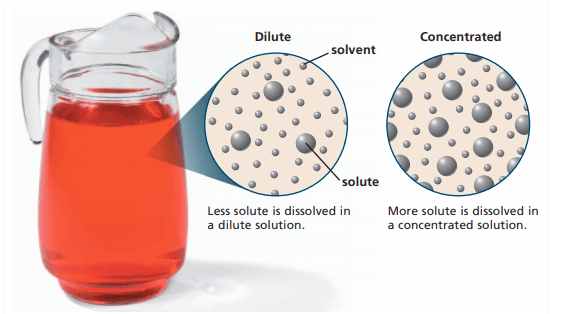 Dilute
solvent
solute
Less solute is dissolved in
a dilute solution.
Concentrated
More solute is dissolved in
a concentrated solution.